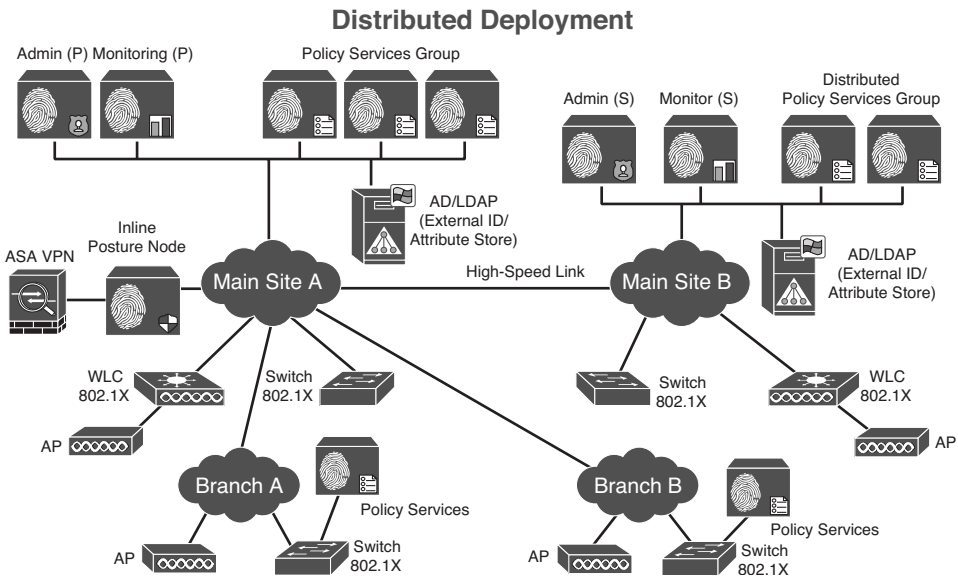 Distributed Deployment
Admin (P) Monitoring (P)
Policy Services Group
Admin (S)
Monitor (S)
Distributed
Policy Services Group
AD/LDAP
(External ID/
Attribute Store)
Inline
Posture Node
ASA VPN
Main Site A
High-Speed Link
Main Site B
AD/LDAP
(External ID/
Attribute Store)
WLC
802.1X
Switch
802.1X
Switch
802.1X
WLC
802.1X
AP
AP
Branch A
Policy Services
Branch B
Policy Services
AP
Switch
802.1X
AP
Switch
802.1X